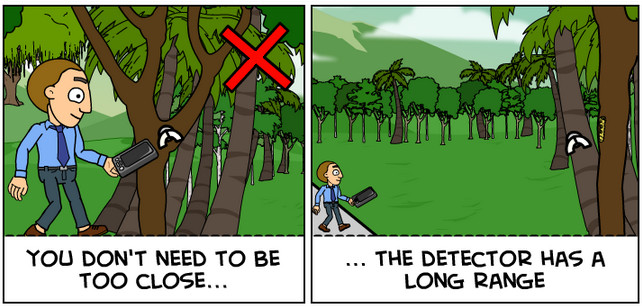 YOU DON'T NEED TO BE
TOO CLOSE...
... THE DETECTOR HAS A
LONG RANGE